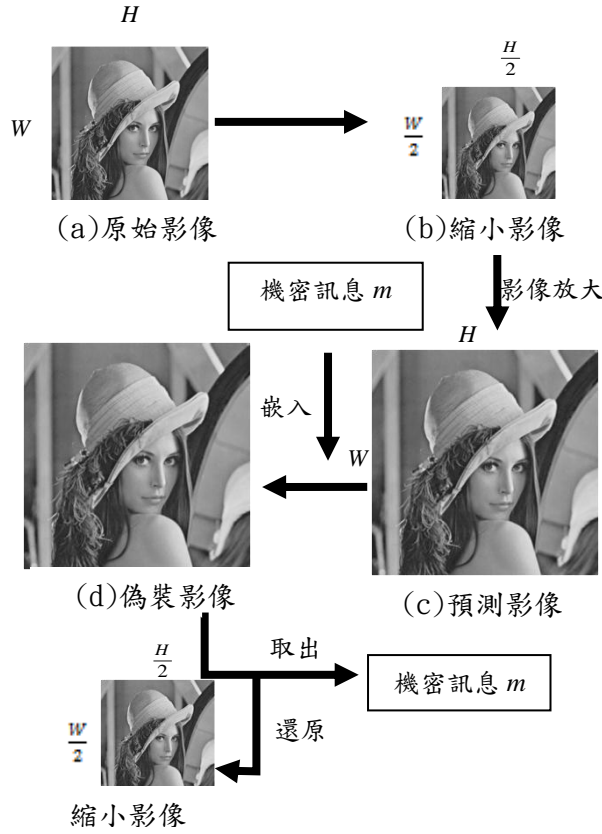 H
W
H/2
W/2
(a)原始影像
(b)縮小影像
機密訊息 m
影像放大
H
嵌入
W
(d)偽裝影像
(c)預測影像
H/2
取出
機密訊息 m
W/2
還原
縮小影像